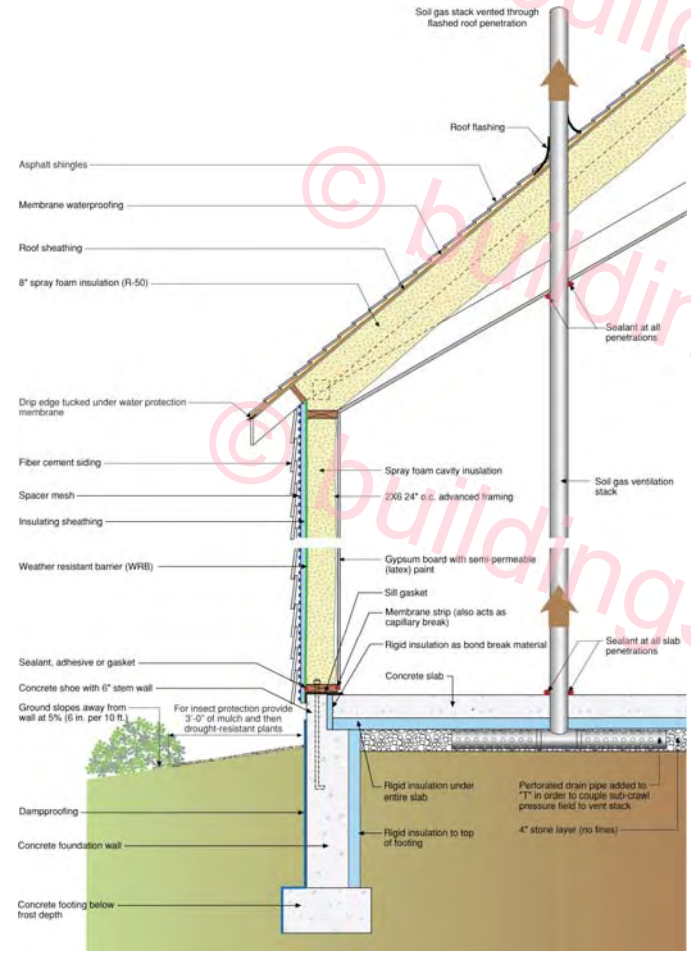 Soil gas stack vented through
flashed roof penetration
Roof flashing
Asphalt shingles
Membrane waterproofing
Roof sheathing
8" spray foam insulation (R-50)
Sealant at all
penetrations
Drip edge tucked under water protection
membrane
Fiber cement siding
Spray foam cavity inuslation
Soil gas ventilation
stack
Spacer mesh
2X6 24" o.c. advanced framing
Insulating sheathing
Weather resistant barrier (WRB)
Gypsum board with semi-permeable
(latex) paint
Sill gasket
Membrane strip (also acts as
capillary break)
Sealant at all slab
penetrations
Rigid insulation as bond break material
Sealant, adhesive or gasket
Concrete slab
Concrete shoe with 6" stem wall
Ground slopes away from
wall at 5% (6 in. per 10 ft.)
For insect protection provide
3'-0" of mulch and then
drought-resistant plants
Rigid insulation under
entire slab
Perforated drain pipe added to
"T" in order to couple sub-crawl
pressure field to vent stack
Dampproofing
4" stone layer (no fines)
Rigid insulation to top
of footing
Concrete foundation wall
Concrete footing below
frost depth
© buildin
© buildings
build